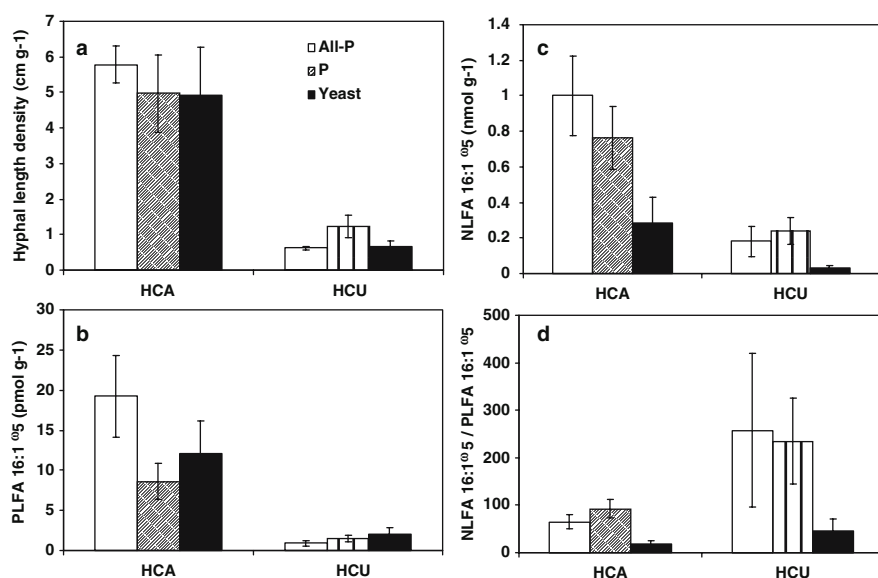 a
Hyphal length density (cm g-1)
7
6
5
4
3
2
1
0
All-P
P
Yeast
HCA
HCU
b
PLFA 16:1 ω5 (pmol g-1)
30
25
20
15
10
5
0
HCA
HCU
c
NLFA 16:1 ω5 (nmol g-1)
1.4
1.2
1
0.8
0.6
0.4
0.2
0
HCA
HCU
d
NLFA 16:1ω 5 / PLFA 16:1 ω5
500
400
300
200
100
0
HCA
HCU